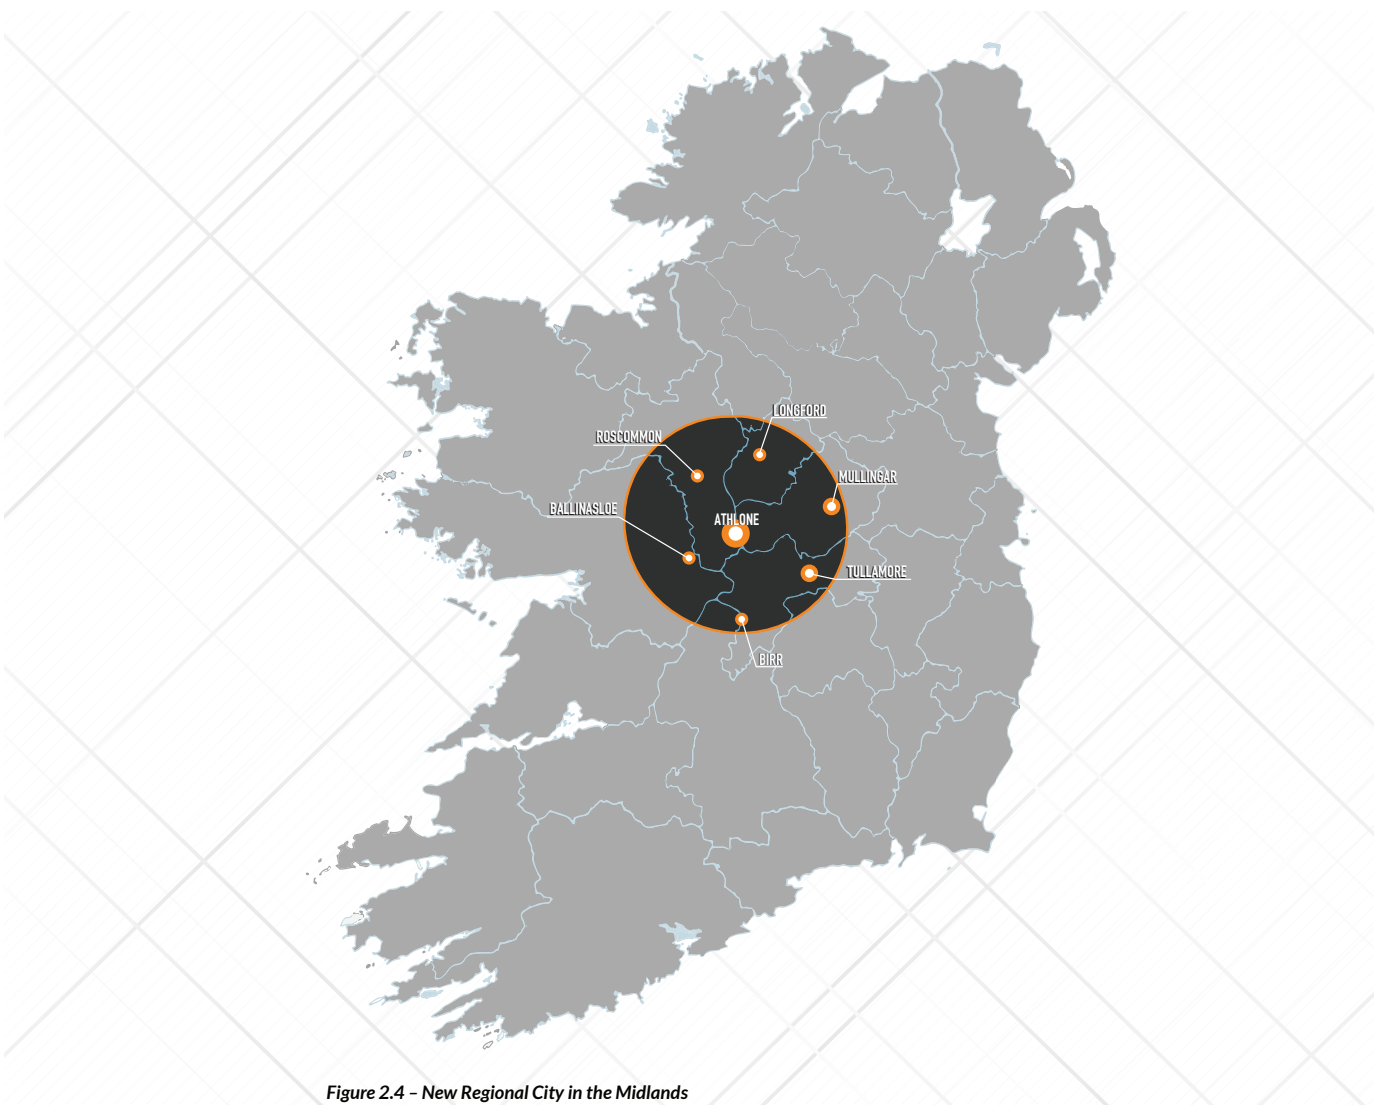 LONGFORD
ROSCOMMON
MULLINGAR
BALLINASLOE
ATHLONE
TULLAMORE
BIRR
Figure 2.4 – New Regional City in the Midlands